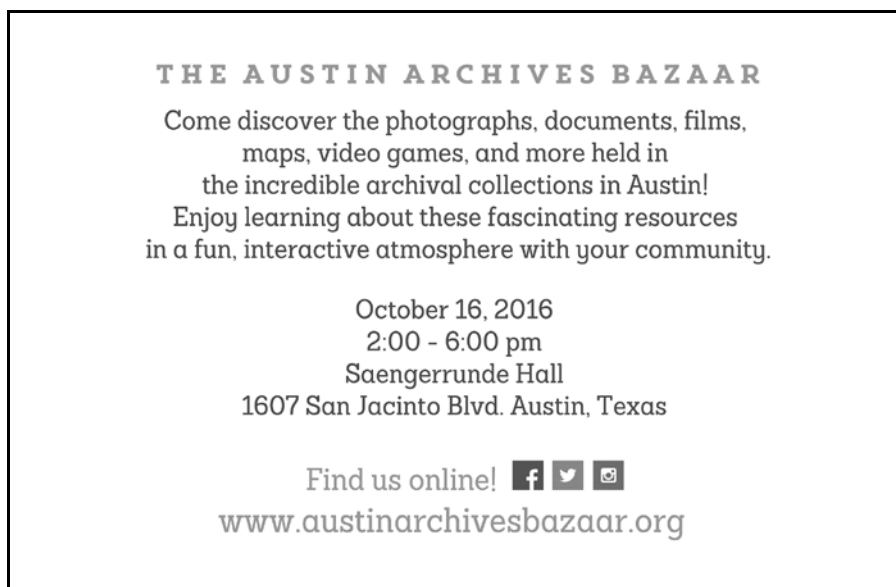 THE AUSTIN ARCHIVES BAZAAR
Come discover the photographs, documents, films,
maps, video games, and more held in
the incredible archival collections in Austin!
Enjoy learning about these fascinating resources
in a fun, interactive atmosphere with your community.
October 16, 2016
2:00 - 6:00 pm
Saengerrunde Hall
1607 San Jacinto Blvd. Austin, Texas
Find us online!
www.austinarchivesbazaar.org